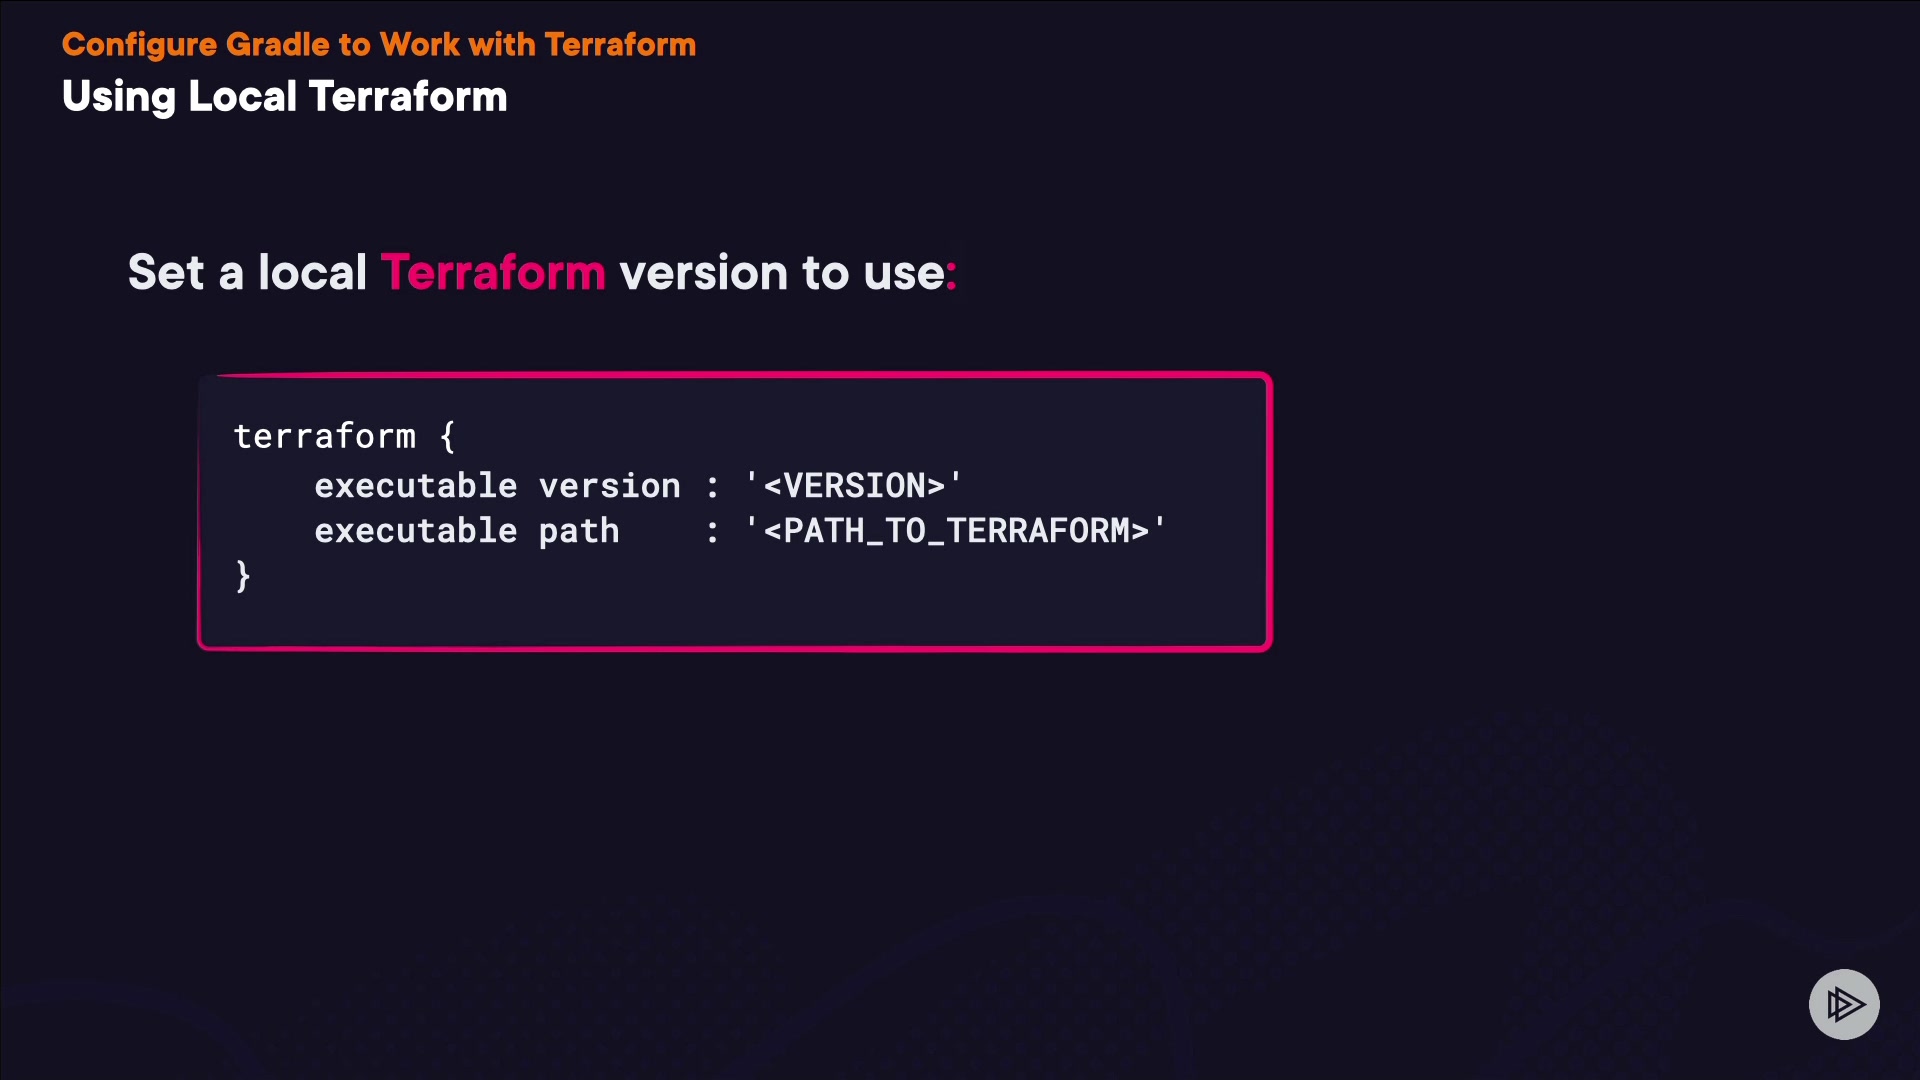 Configure Gradle to Work with Terraform
Using Local Terraform
Set a local Terraform version to use:
terraform {
    executable version : '<VERSION>'
    executable path    : '<PATH_TO_TERRAFORM>'
}